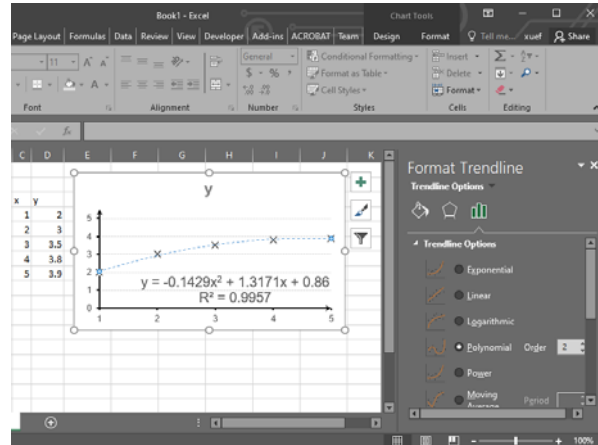 Book1 - Excel
Chart Tools
Page Layout Formulas Data Review View Developer Add-ins ACROBAT Team Design Format Tell me... xuef Share
11 A A General Conditional Formatting Insert
A $ % , Format as Table Delete
.0 .00 .00 .0 Cell Styles Format
Font Alignment Number Styles Cells Editing
fx
C D E F G H I J K
x y
1 2
2 3
3 3.5
4 3.8
5 3.9
y
5
4
3
2
1
0
1 2 3 4 5
y = -0.1429x² + 1.3171x + 0.86
R² = 0.9957
Format Trendline
Trendline Options
Trendline Options
Exponential
Linear
Logarithmic
Polynomial Order 2
Power
Moving Average Period
100%